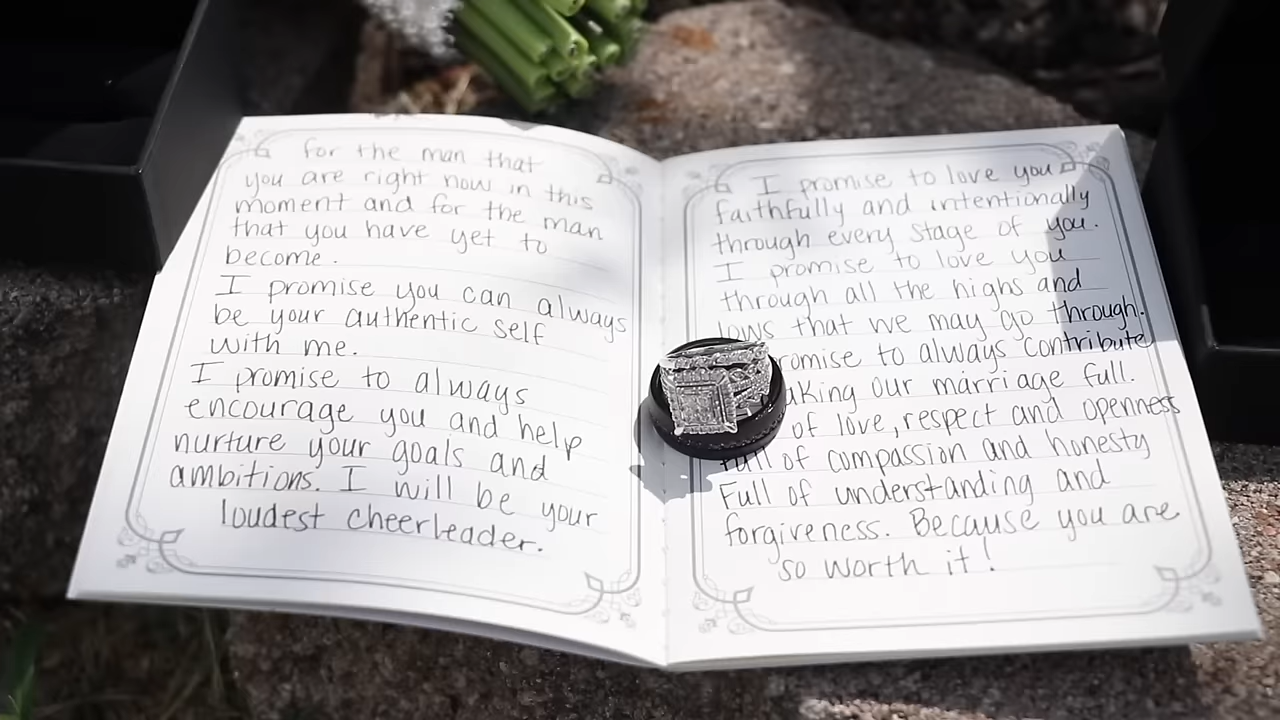 for the man that
you are right now in this
moment and for the man
that you have yet to
become.
I promise you can always
be your authentic self
with me.
I promise to always
encourage you and help
nurture your goals and
ambitions. I will be your
loudest cheerleader.
I promise to love you
faithfully and intentionally
through every stage of you.
I promise to love you
through all the highs and
lows that we may go through.
romise to always contribute
aking our marriage full.
of love, respect and openness
Full of compassion and honesty
Full of understanding and
forgiveness. Because you are
so worth it!